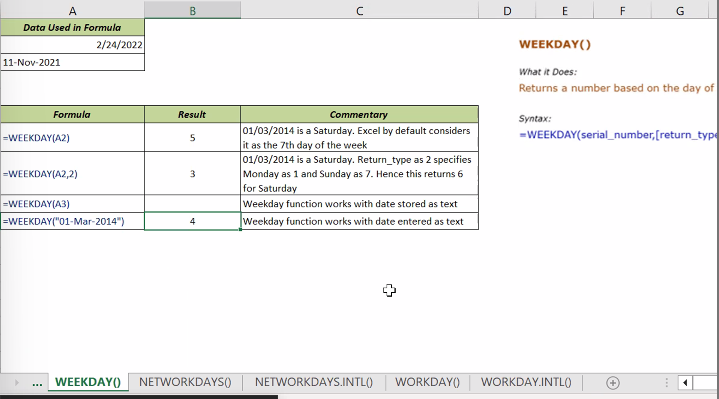 A B C D E F G
Data Used in Formula
2/24/2022
11-Nov-2021
WEEKDAY()
What it Does:
Returns a number based on the day of
Syntax:
=WEEKDAY(serial_number,[return_type
Formula Result Commentary
=WEEKDAY(A2) 5 01/03/2014 is a Saturday. Excel by default considers
it as the 7th day of the week
=WEEKDAY(A2,2) 3 01/03/2014 is a Saturday. Return_type as 2 specifies
Monday as 1 and Sunday as 7. Hence this returns 6
for Saturday
=WEEKDAY(A3) Weekday function works with date stored as text
=WEEKDAY("01-Mar-2014") 4 Weekday function works with date entered as text
... WEEKDAY() NETWORKDAYS() NETWORKDAYS.INTL() WORKDAY() WORKDAY.INTL()